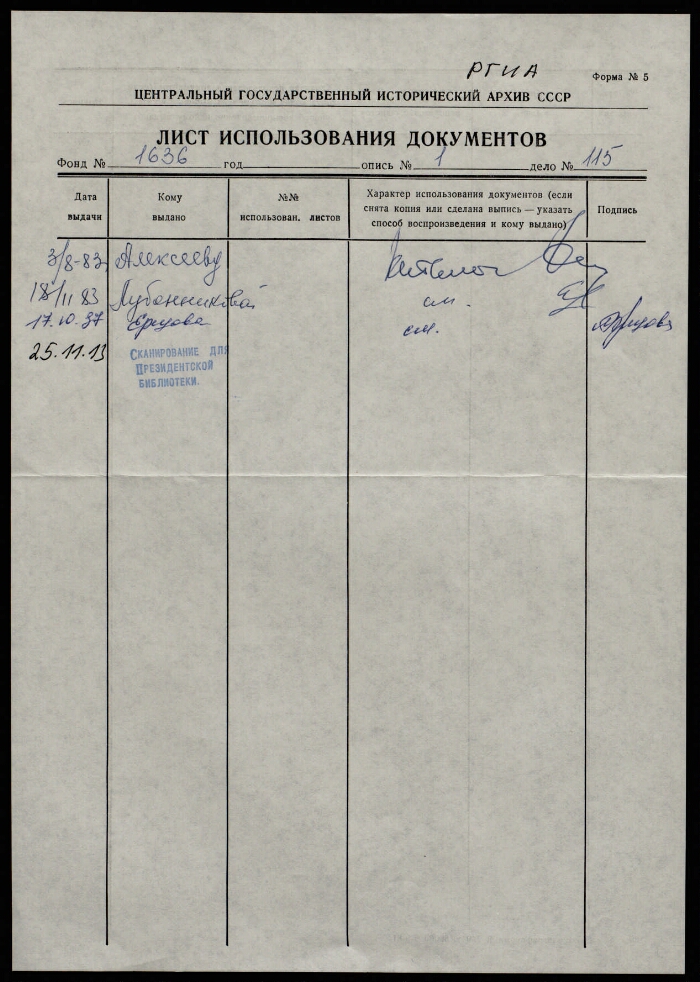 РГИА
Форма № 5
ЦЕНТРАЛЬНЫЙ ГОСУДАРСТВЕННЫЙ ИСТОРИЧЕСКИЙ АРХИВ СССР
ЛИСТ ИСПОЛЬЗОВАНИЯ ДОКУМЕНТОВ
Фонд № 1636 год опись № 1 дело № 115
Дата выдачи
Кому выдано
№№ использован. листов
Характер использования документов (если
снята копия или сделана выпись — указать
способ воспроизведения и кому выдано)
Подпись
3/8-83 Алексееву
18/11 83 Лубанниковой см.
17.10.97 см.
25.11.13 СКАНИРОВАНИЕ ДЛЯ
ПРЕЗИДЕНТСКОЙ
БИБЛИОТЕКИ.